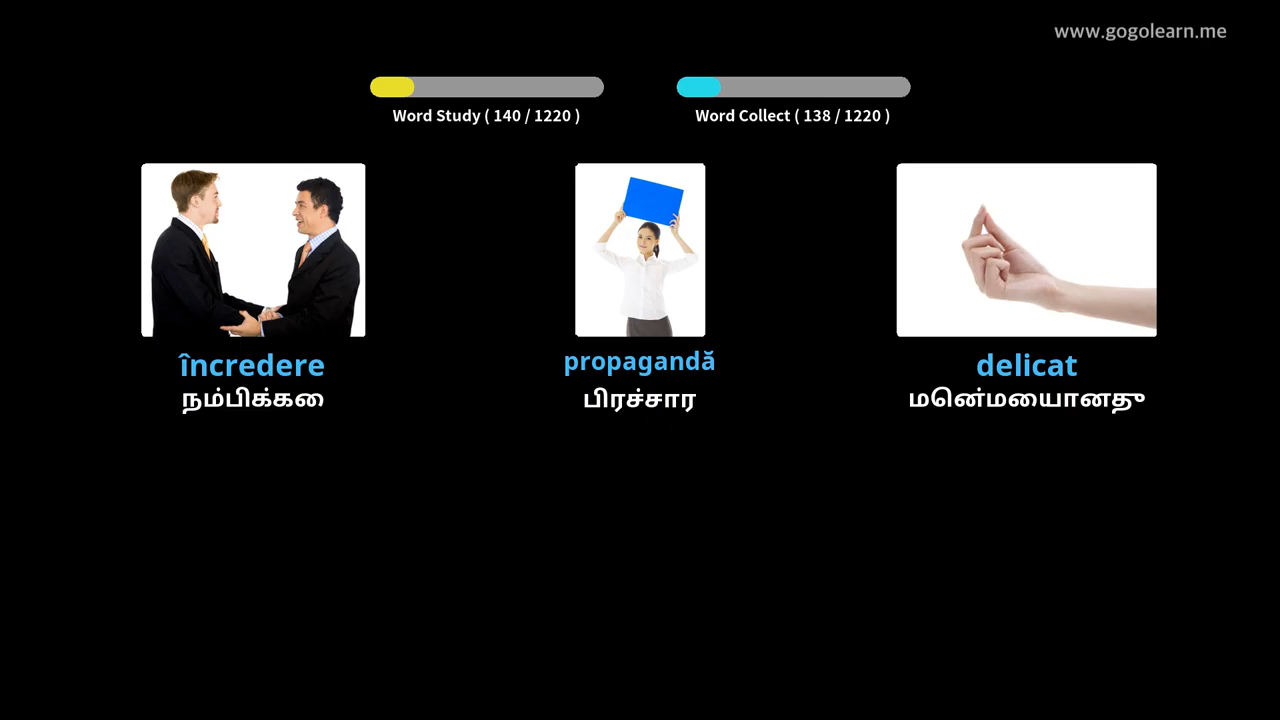 www.gogolearn.me
Word Study ( 140 / 1220 )
Word Collect ( 138 / 1220 )
încredere
propagandă
delicat
நம்பிக்கை
பிரச்சார
மென்மையானது